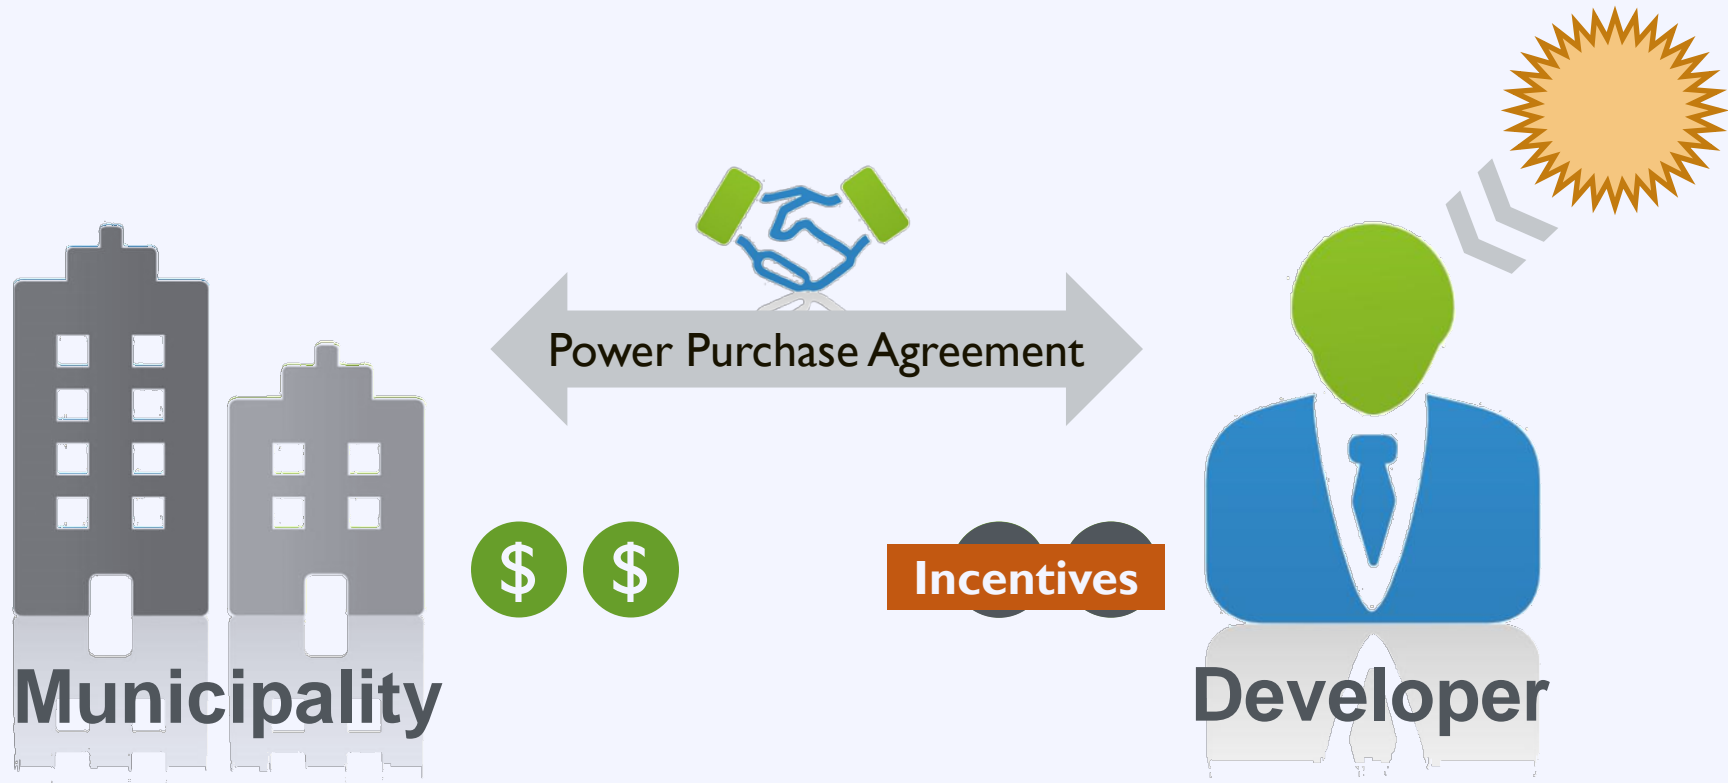 Power Purchase Agreement
$ $
Incentives
Municipality
Developer